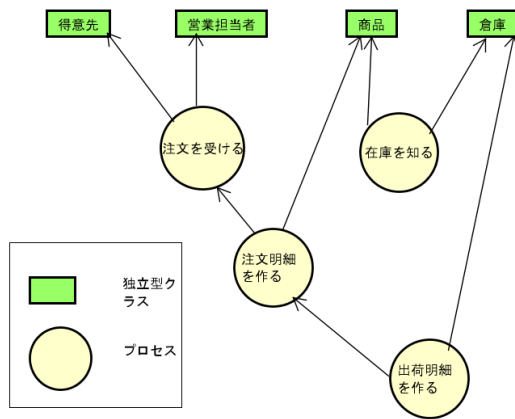 得意先
営業担当者
商品
倉庫
注文を受ける
在庫を知る
注文明細
を作る
独立型ク
ラス
プロセス
出荷明細
を作る